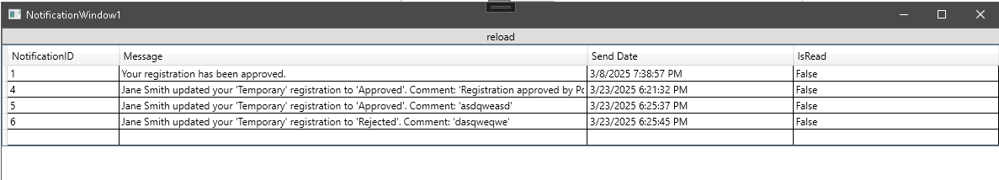 NotificationWindow1
reload
NotificationID Message Send Date IsRead
1 Your registration has been approved. 3/8/2025 7:38:57 PM False
4 Jane Smith updated your 'Temporary' registration to 'Approved'. Comment: 'Registration approved by Po 3/23/2025 6:21:32 PM False
5 Jane Smith updated your 'Temporary' registration to 'Approved'. Comment: 'asdqweasd' 3/23/2025 6:25:37 PM False
6 Jane Smith updated your 'Temporary' registration to 'Rejected'. Comment: 'dasqweqwe' 3/23/2025 6:25:45 PM False